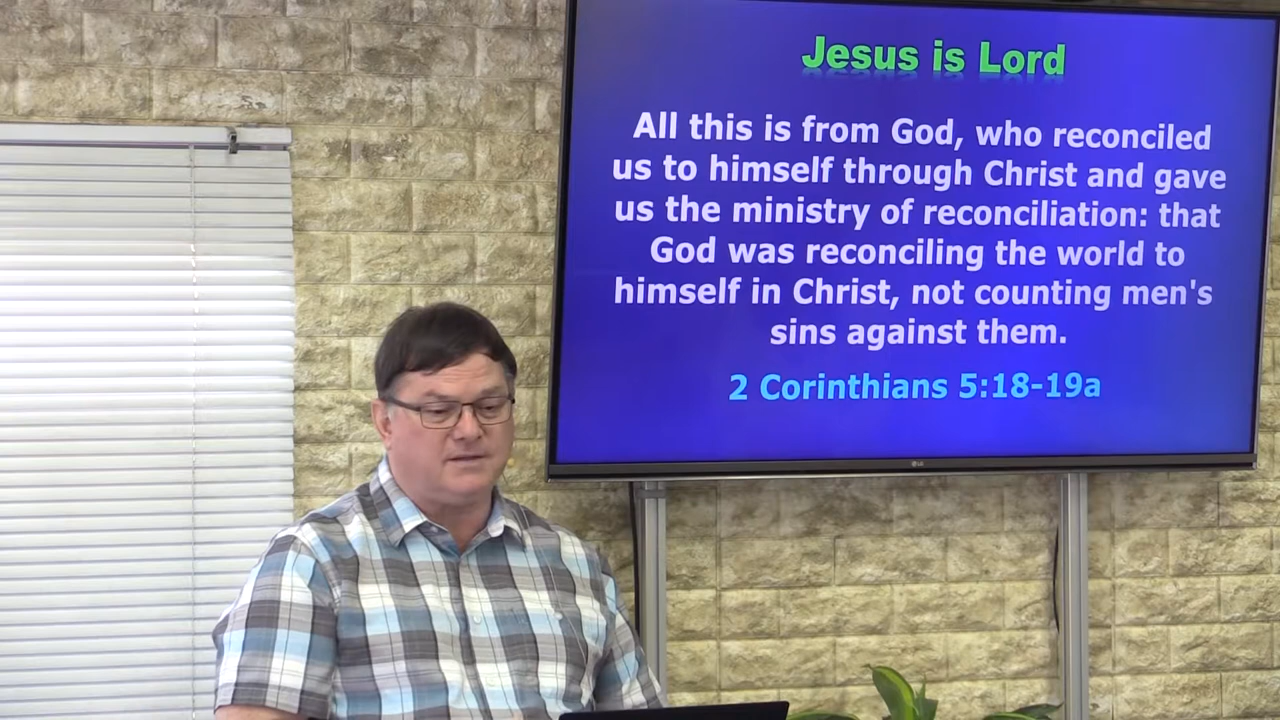 Jesus is Lord
All this is from God, who reconciled
us to himself through Christ and gave
us the ministry of reconciliation: that
God was reconciling the world to
himself in Christ, not counting men's
sins against them.
2 Corinthians 5:18-19a
LG